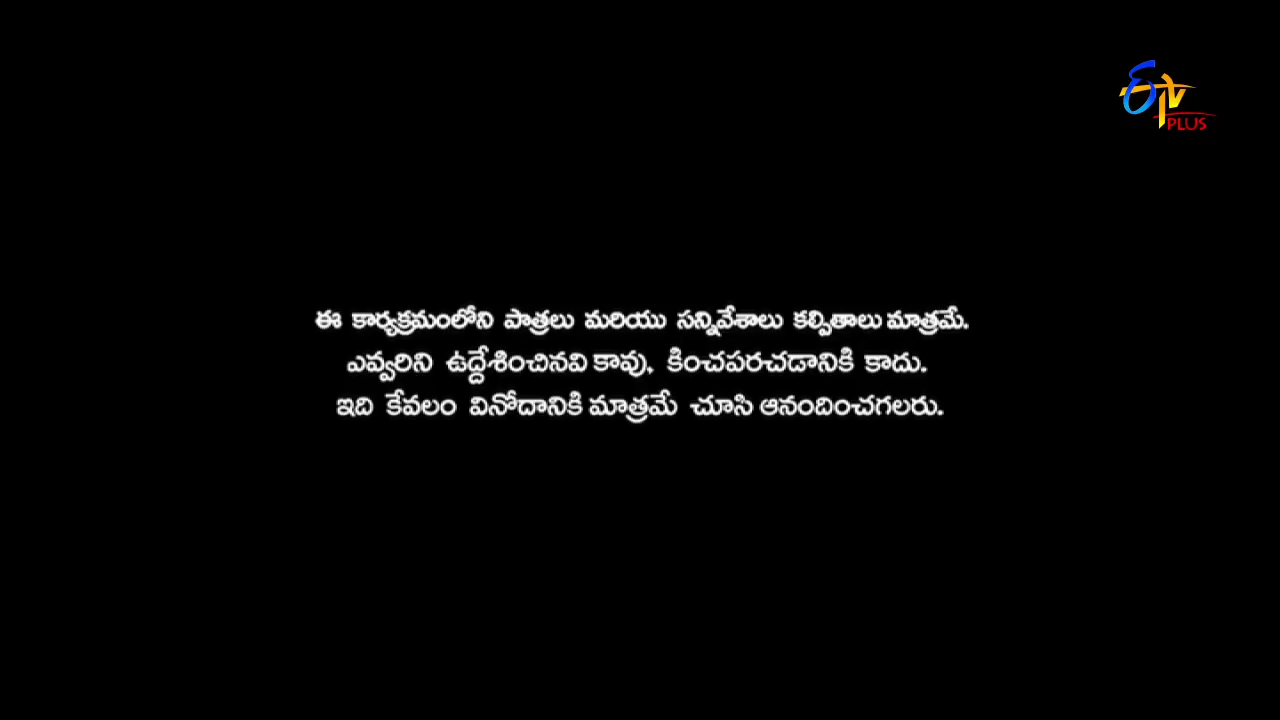 ETV
PLUS
ఈ కార్యక్రమంలోని పాత్రలు మరియు సన్నివేశాలు కల్పితాలు మాత్రమే.
ఎవ్వరిని ఉద్దేశించినవి కావు, కించపరచడానికి కాదు.
ఇది కేవలం వినోదానికి మాత్రమే చూసి ఆనందించగలరు.